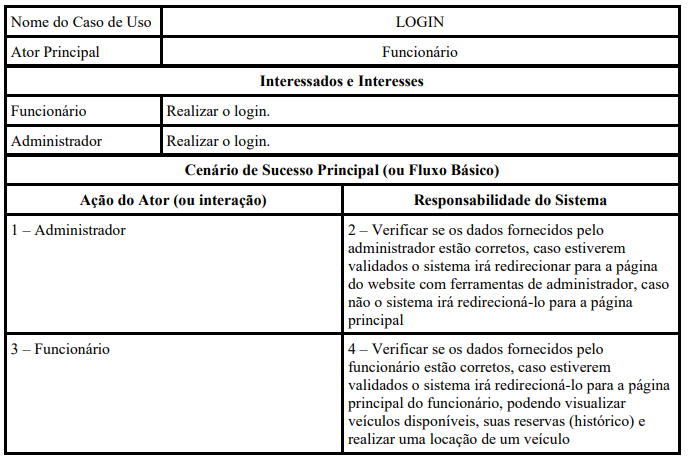 Nome do Caso de Uso LOGIN
Ator Principal Funcionário
Interessados e Interesses
Funcionário Realizar o login.
Administrador Realizar o login.
Cenário de Sucesso Principal (ou Fluxo Básico)
Ação do Ator (ou interação) Responsabilidade do Sistema
1 – Administrador
2 – Verificar se os dados fornecidos pelo
administrador estão corretos, caso estiverem
validados o sistema irá redirecionar para a página
do website com ferramentas de administrador, caso
não o sistema irá redirecioná-lo para a página
principal
3 – Funcionário
4 – Verificar se os dados fornecidos pelo
funcionário estão corretos, caso estiverem
validados o sistema irá redirecioná-lo para a página
principal do funcionário, podendo visualizar
veículos disponíveis, suas reservas (histórico) e
realizar uma locação de um veículo